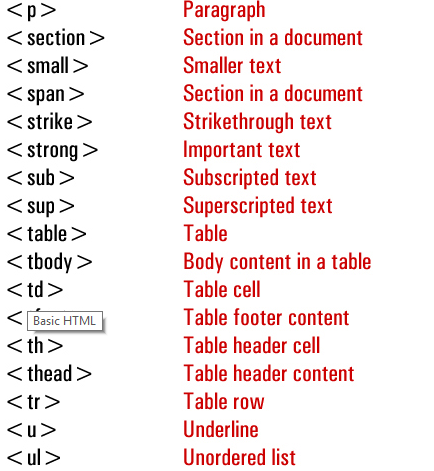 < p > Paragraph
< section > Section in a document
< small > Smaller text
< span > Section in a document
< strike > Strikethrough text
< strong > Important text
< sub > Subscripted text
< sup > Superscripted text
< table > Table
< tbody > Body content in a table
< td > Table cell
< Basic HTML Table footer content
< th > Table header cell
< thead > Table header content
< tr > Table row
< u > Underline
< ul > Unordered list